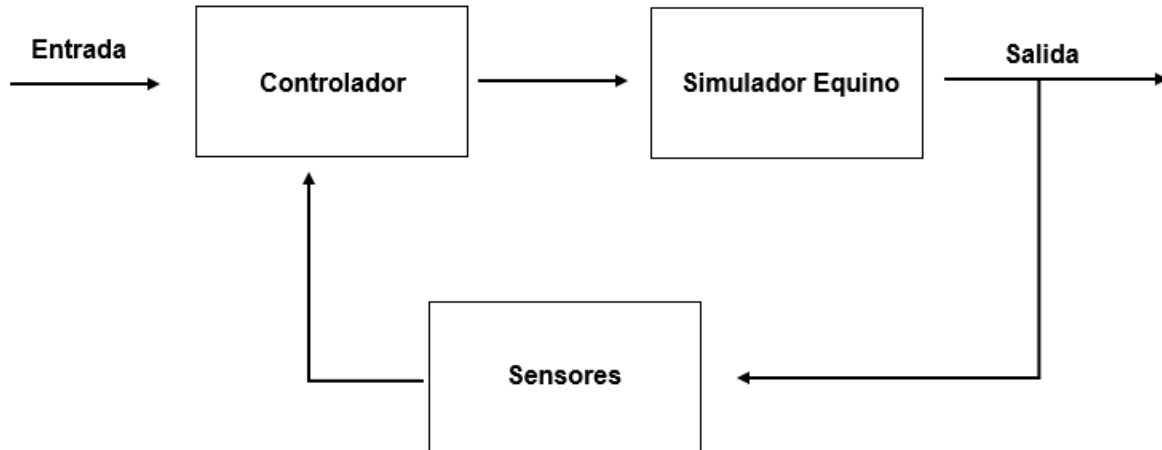 Entrada
Controlador
Simulador Equino
Salida
Sensores